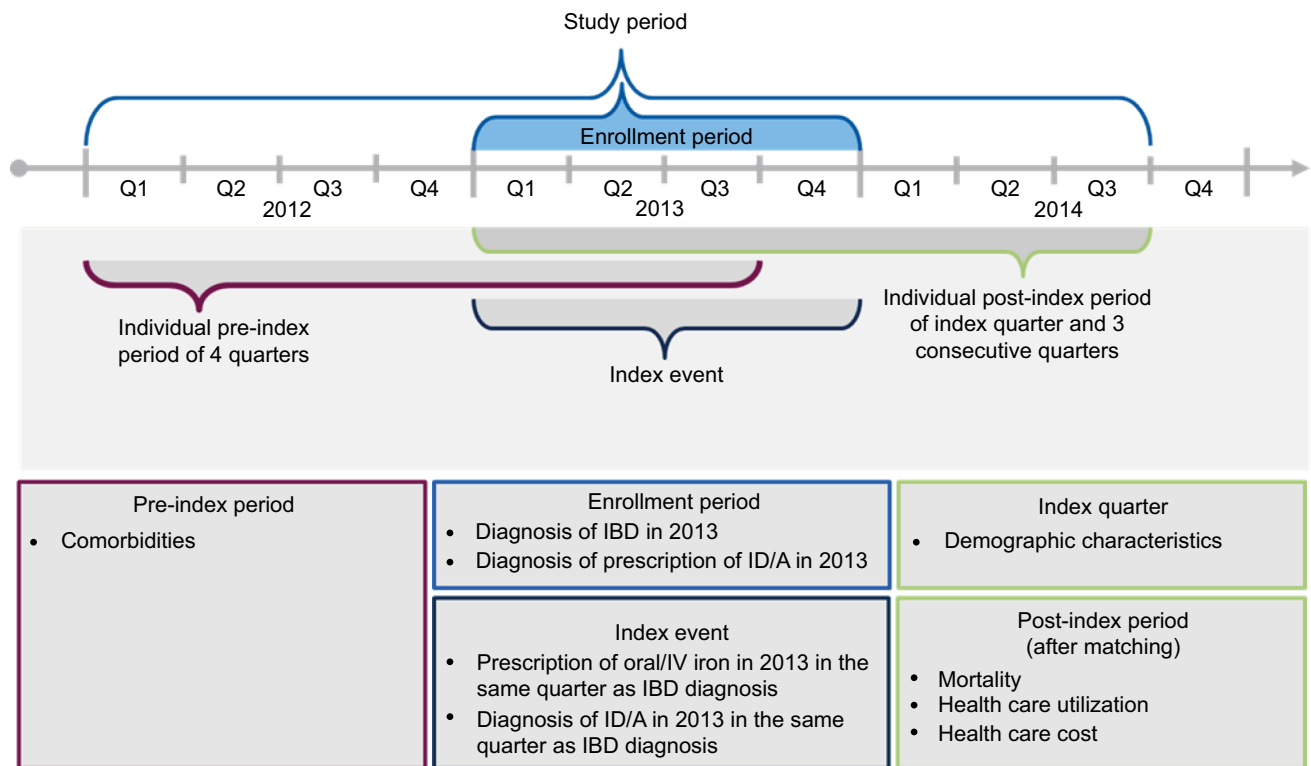 Study period
Enrollment period
Q1 Q2 Q3 Q4 Q1 Q2 Q3 Q4 Q1 Q2 Q3 Q4
2012 2013 2014
Individual pre-index
period of 4 quarters
Index event
Individual post-index period
of index quarter and 3
consecutive quarters
Pre-index period
• Comorbidities
Enrollment period
• Diagnosis of IBD in 2013
• Diagnosis of prescription of ID/A in 2013
Index event
• Prescription of oral/IV iron in 2013 in the
same quarter as IBD diagnosis
• Diagnosis of ID/A in 2013 in the same
quarter as IBD diagnosis
Index quarter
• Demographic characteristics
Post-index period
(after matching)
• Mortality
• Health care utilization
• Health care cost